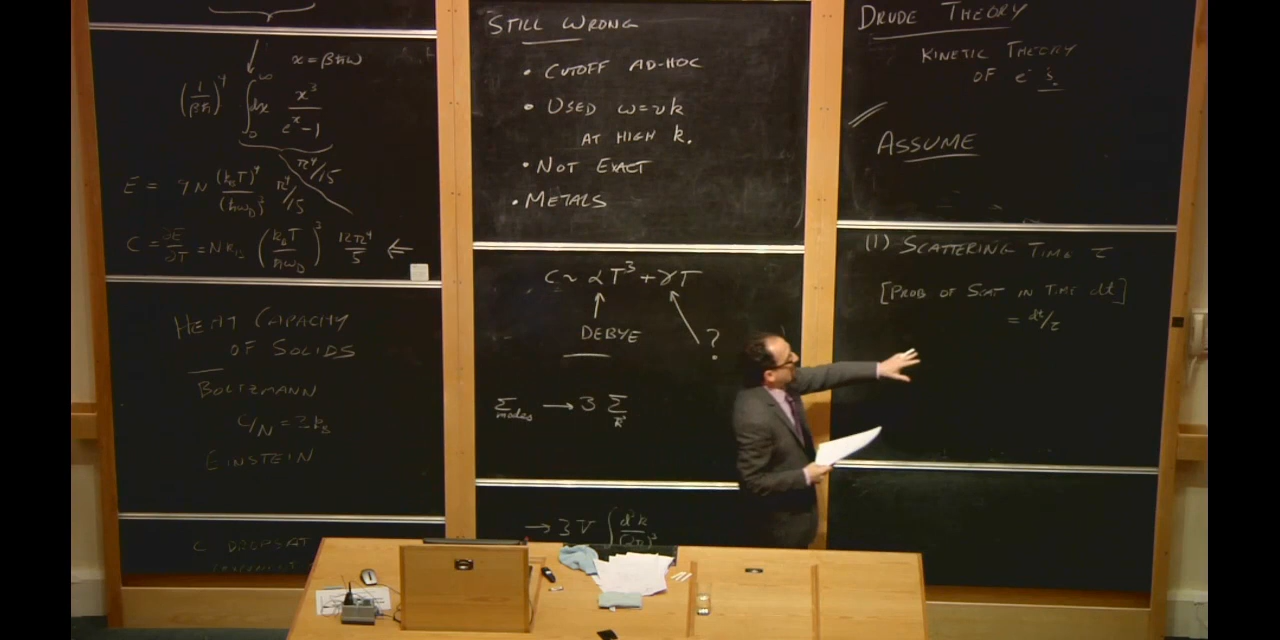 x = βħω
(1/βħ)⁴ ∫₀^∞ dx x³/(eˣ-1)
π⁴/15
E = 9N (k_BT)⁴/(ħω_D)³ π⁴/15
C = ∂E/∂T = N k_B (k_BT/ħω_D)³ 12π⁴/5 ←
HEAT CAPACITY
OF SOLIDS
BOLTZMANN
C/N = 3k_B
EINSTEIN
C DROPS AT
STILL WRONG
• CUTOFF AD-HOC
• USED ω=vk
AT HIGH k.
• NOT EXACT
• METALS
C ~ αT³ + γT
DEBYE
?
Σ_modes → 3 Σ_k
→ 3V ∫ d³k/(2π)³
DRUDE THEORY
KINETIC THEORY
OF e⁻'s
ASSUME
(1) SCATTERING TIME τ
[PROB OF SCAT IN TIME dt]
= dt/τ